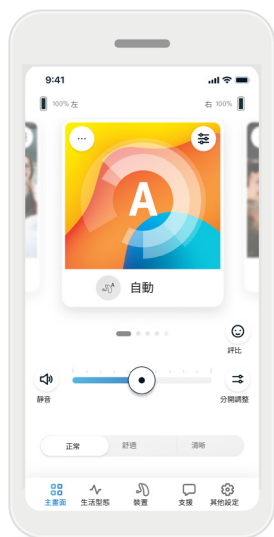 9:41
100% 左
右 100%
...
A
A
自動
評比
靜音
分開調整
正常
舒適
清晰
主畫面
生活型態
裝置
支援
其他設定